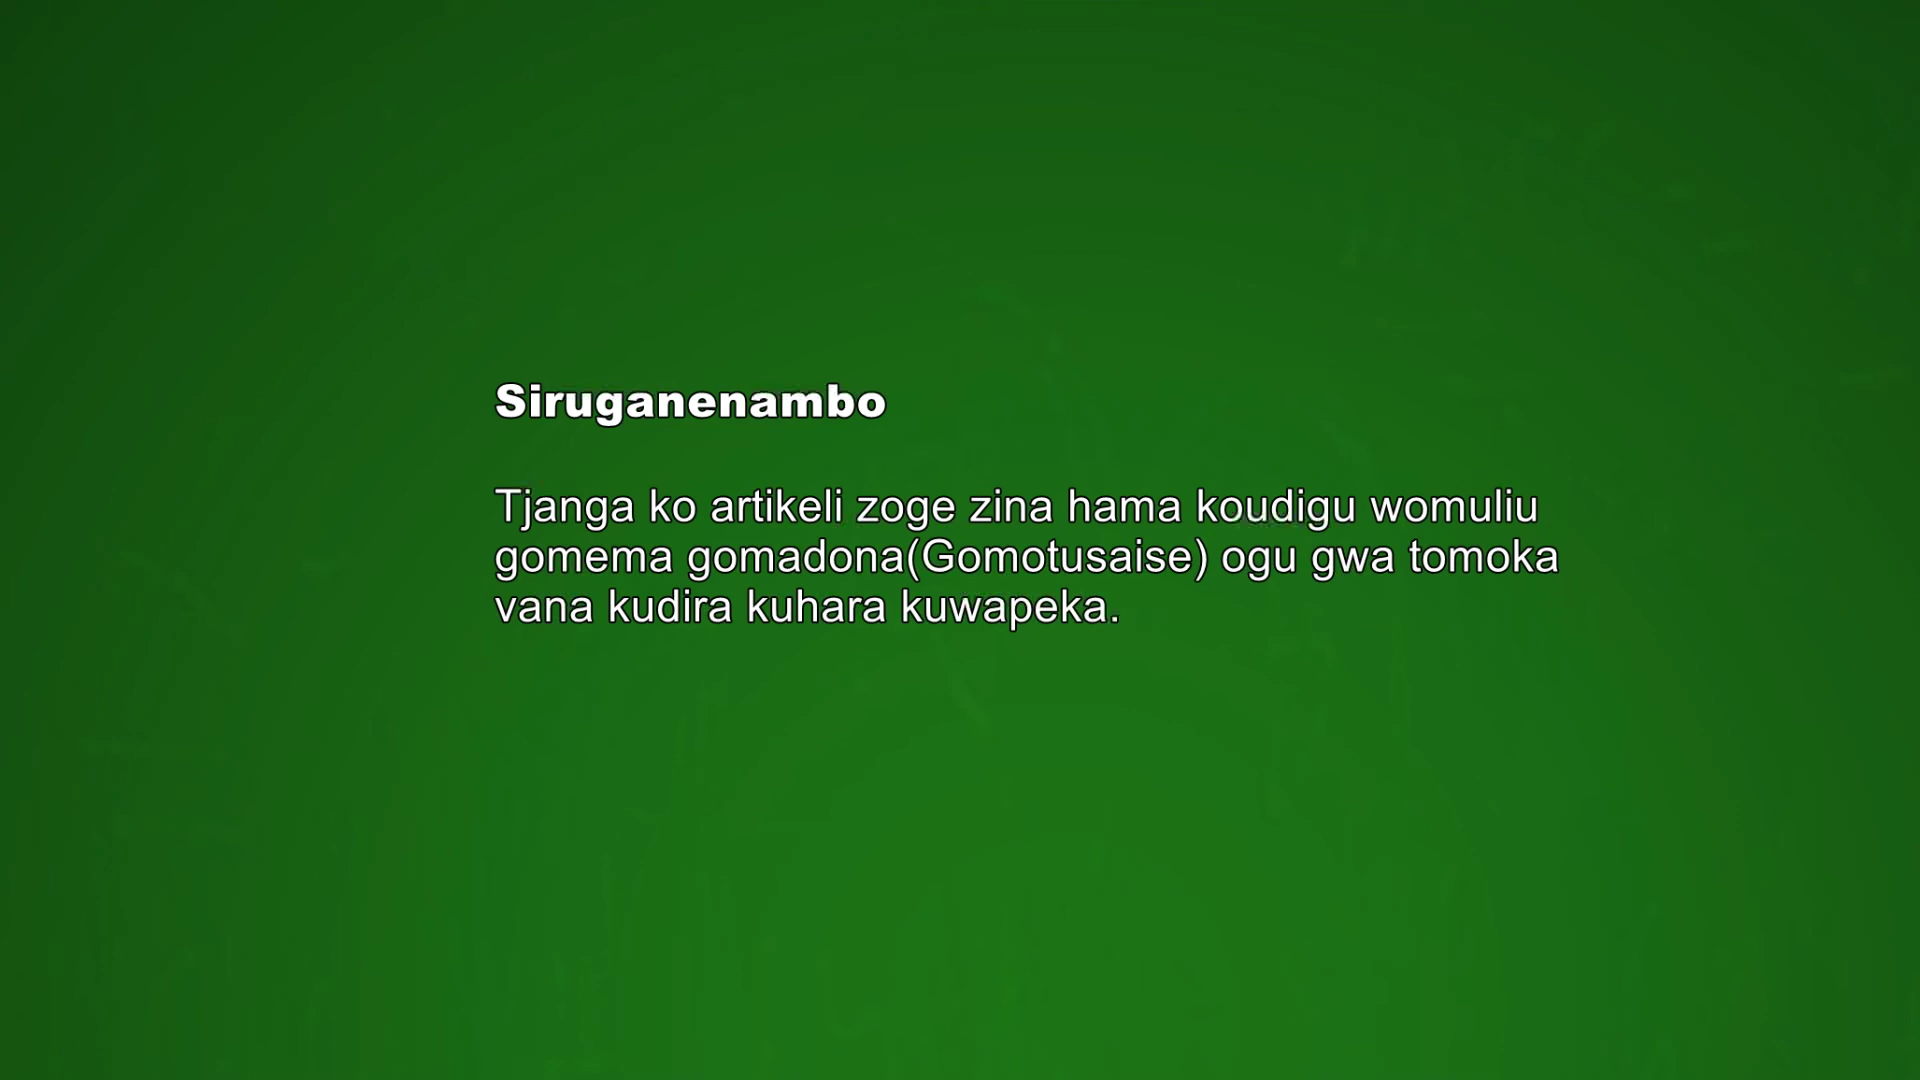 Siruganenambo
Tjanga ko artikeli zoge zina hama koudigu womuliu
gomema gomadona(Gomotusaise) ogu gwa tomoka
vana kudira kuhara kuwapeka.